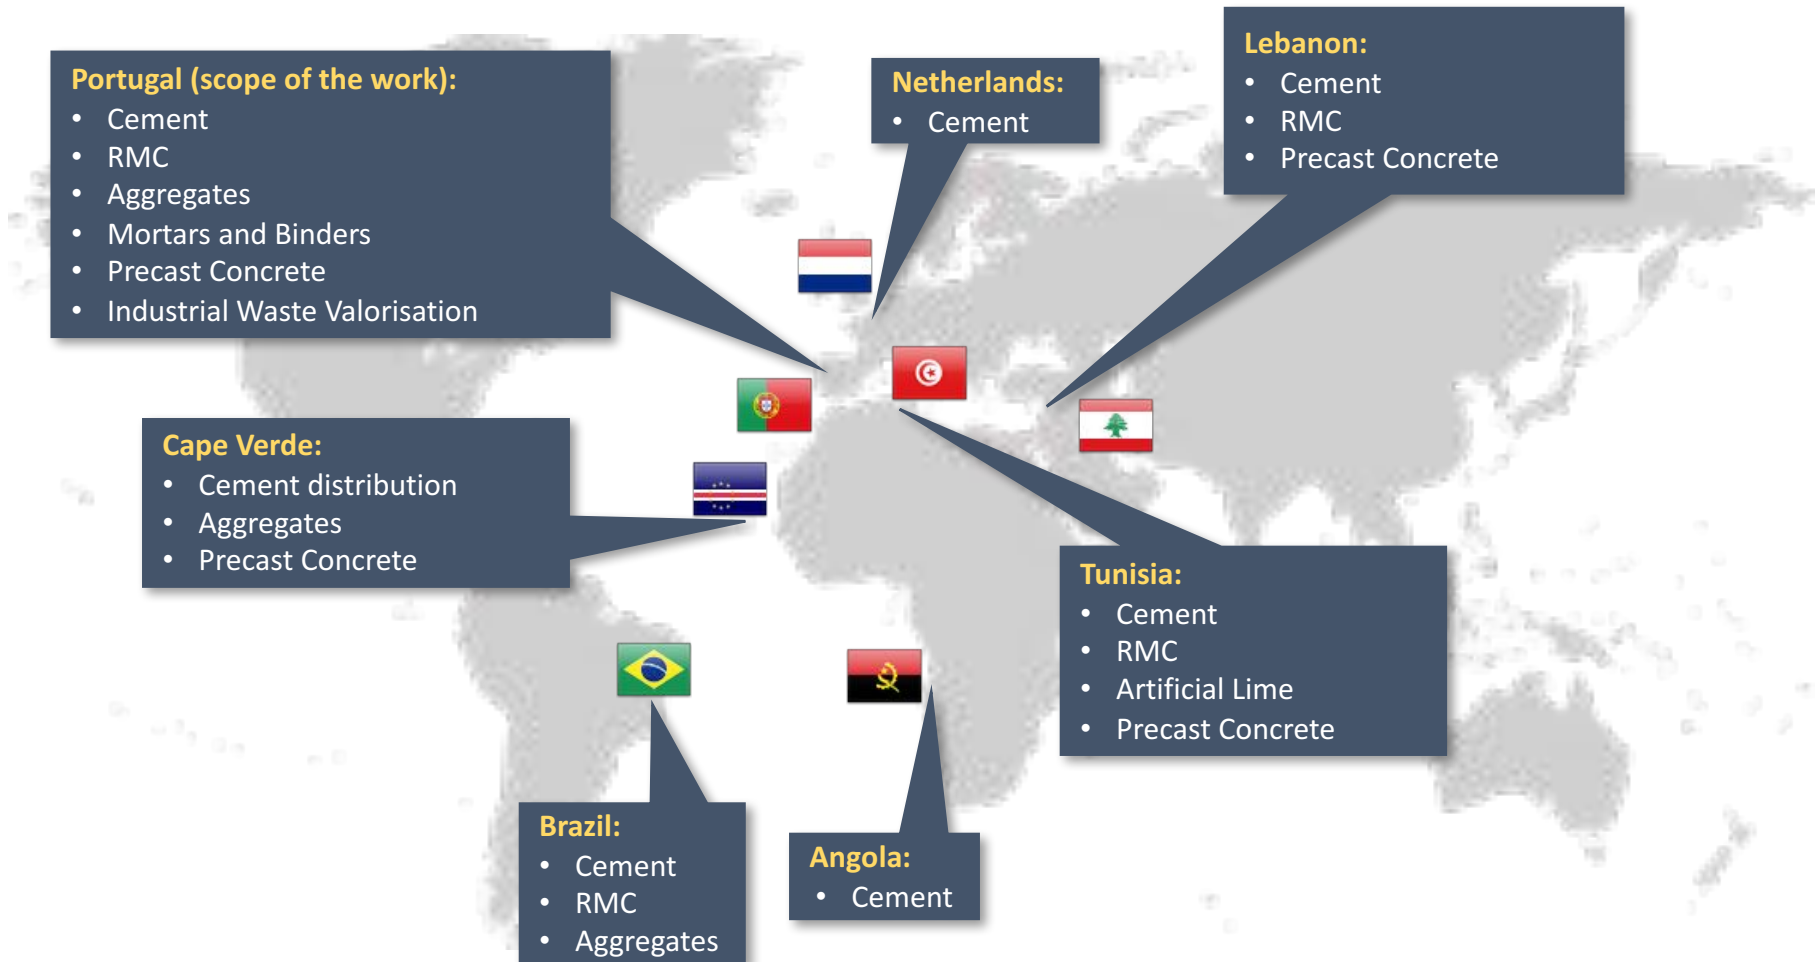 Portugal (scope of the work):
• Cement
• RMC
• Aggregates
• Mortars and Binders
• Precast Concrete
• Industrial Waste Valorisation
Netherlands:
• Cement
Lebanon:
• Cement
• RMC
• Precast Concrete
Cape Verde:
• Cement distribution
• Aggregates
• Precast Concrete
Tunisia:
• Cement
• RMC
• Artificial Lime
• Precast Concrete
Brazil:
• Cement
• RMC
• Aggregates
Angola:
• Cement